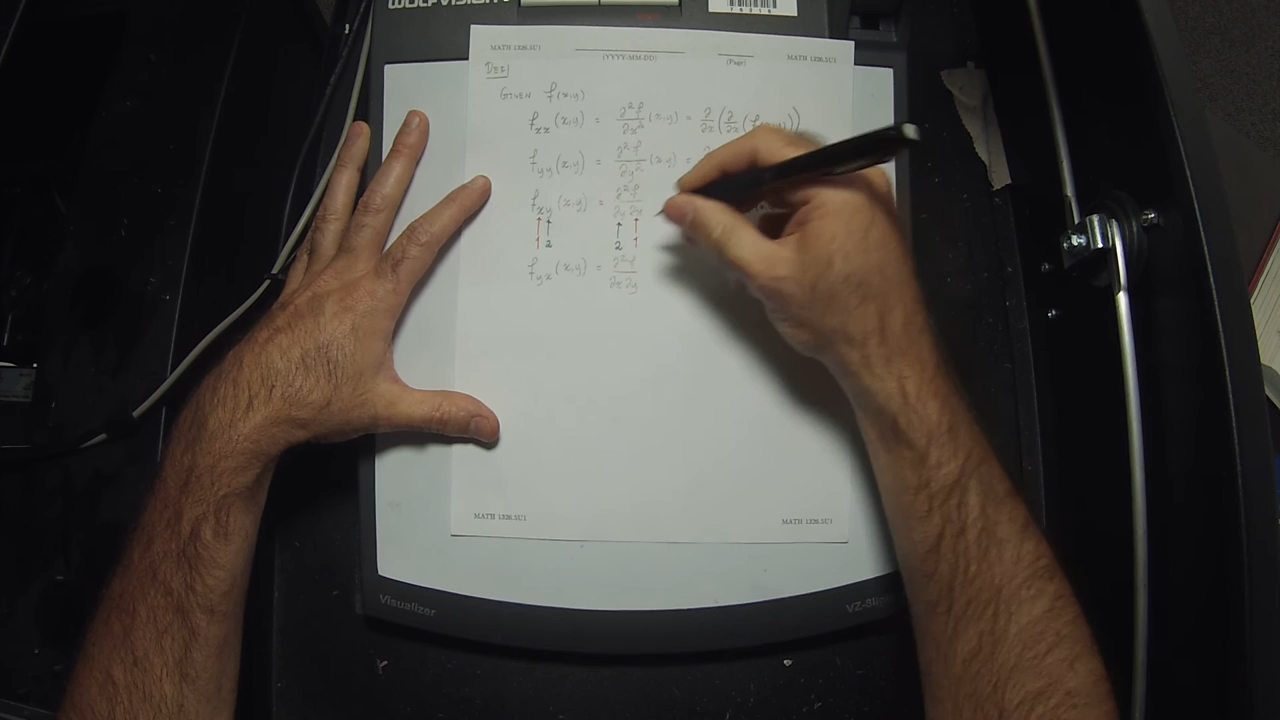 WOLFVISION
MATH 1326.5U1 (YYYY-MM-DD) (Page) MATH 1326.5U1
DEF
GIVEN f(x,y)
f_xx (x,y) = ∂²f/∂x² (x,y) = ∂/∂x (∂/∂x (f(x,y)))
f_yy (x,y) = ∂²f/∂y² (x,y) =
f_xy (x,y) = ∂²f/∂y∂x
1 2 2 1
f_yx (x,y) = ∂²f/∂x∂y
MATH 1326.5U1 MATH 1326.5U1
Visualizer